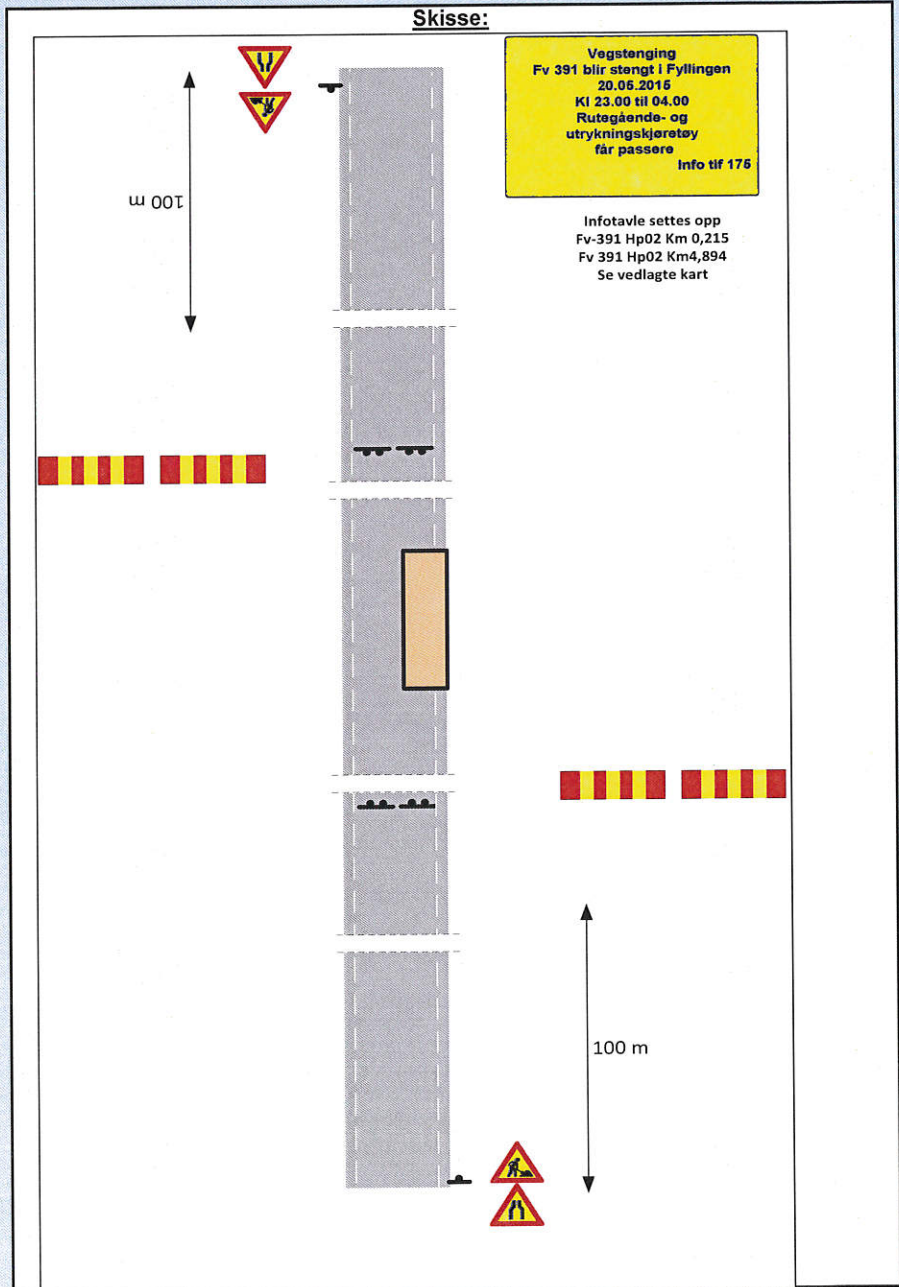 Skisse:
Vegstenging
Fv 391 blir stengt i Fyllingen
20.05.2015
Kl 23.00 til 04.00
Rutegående- og
utrykningskjøretøy
får passere
Info tlf 175
Infotavle settes opp
Fv-391 Hp02 Km 0,215
Fv 391 Hp02 Km4,894
Se vedlagte kart
100 m
100 m